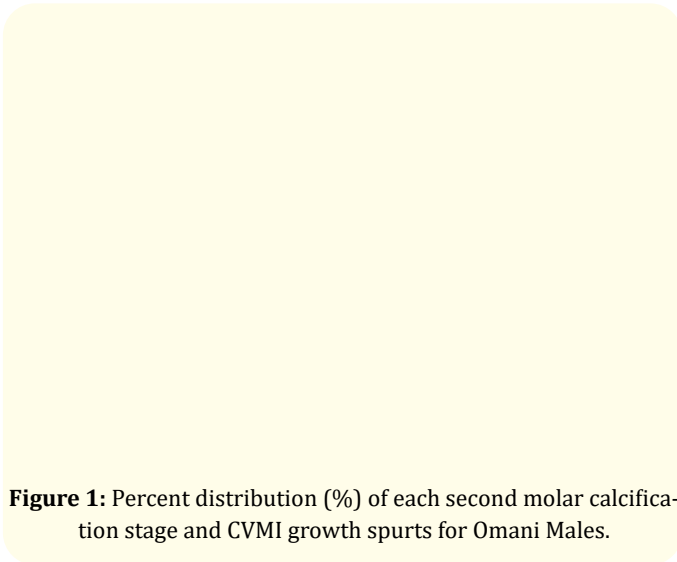 Figure 1: Percent distribution (%) of each second molar calcifica-
tion stage and CVMI growth spurts for Omani Males.